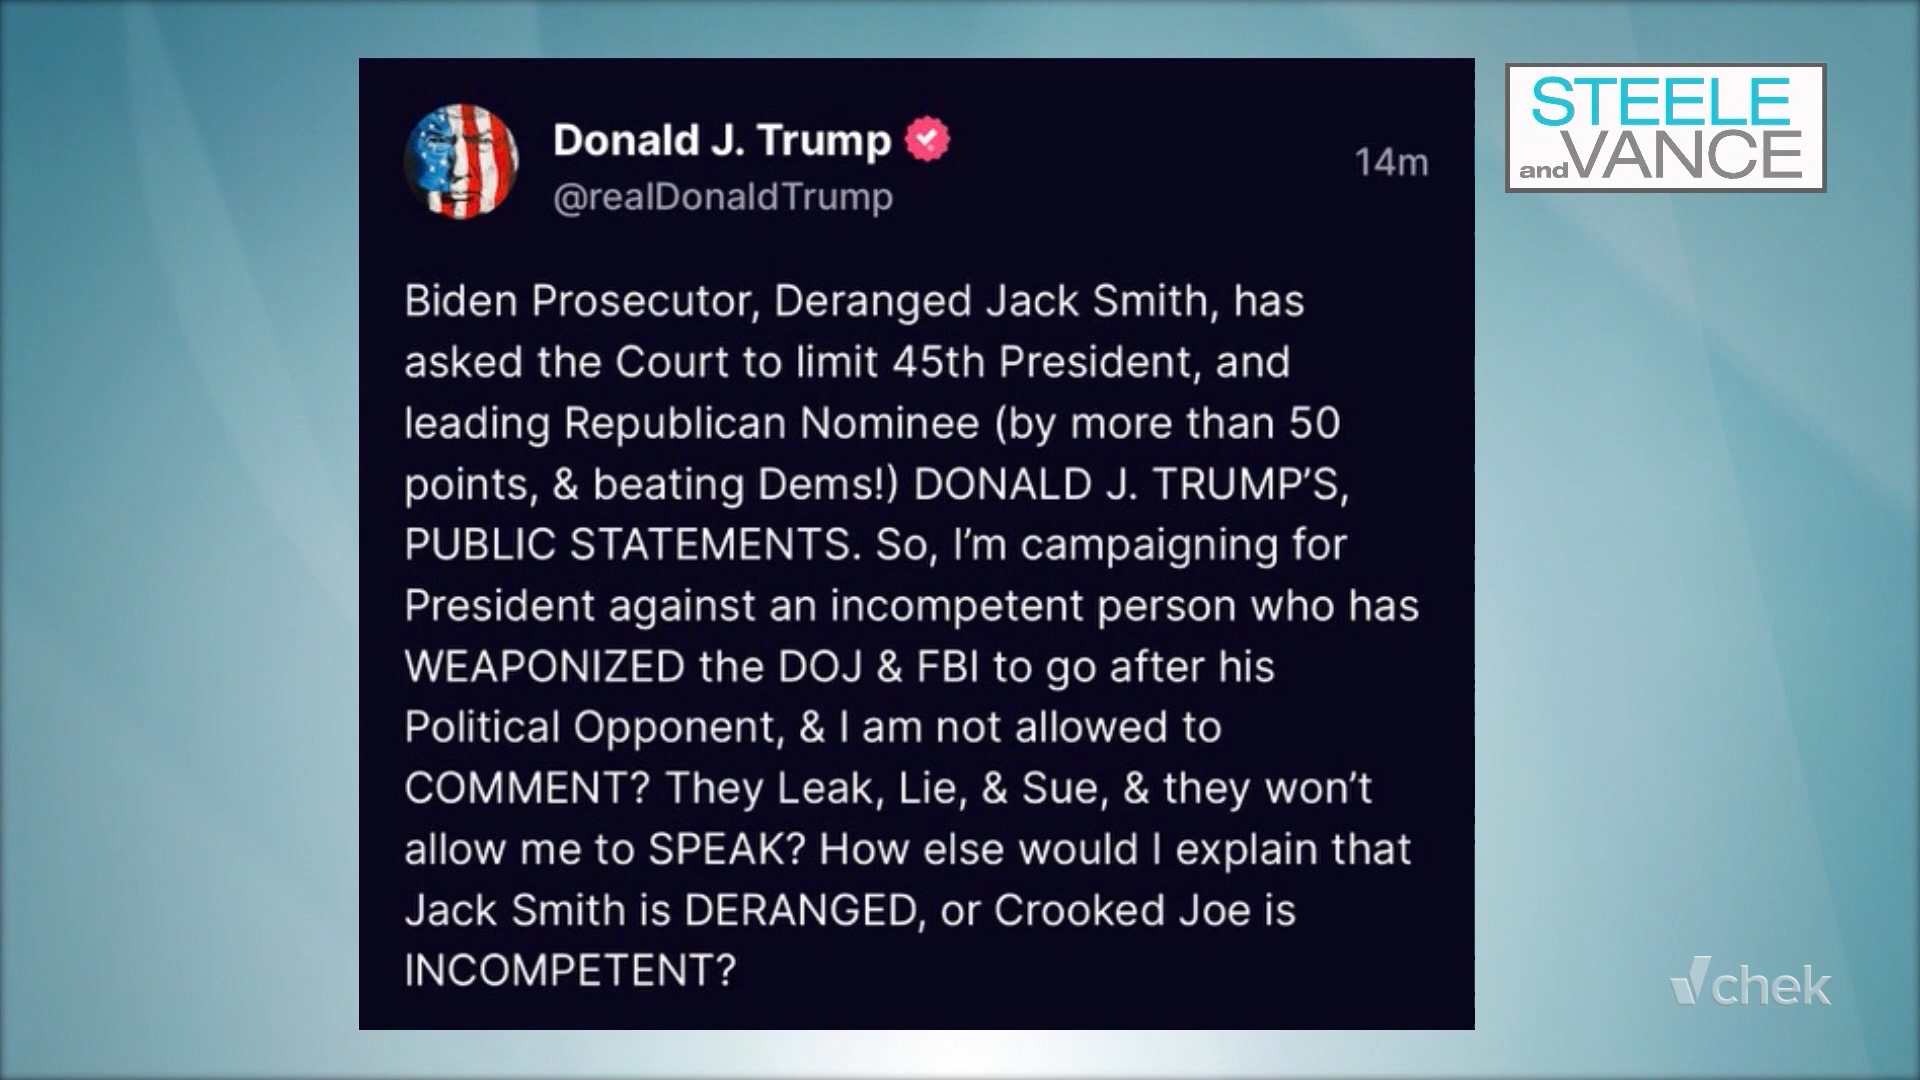 Donald J. Trump
@realDonaldTrump
14m
STEELE
and VANCE
Biden Prosecutor, Deranged Jack Smith, has
asked the Court to limit 45th President, and
leading Republican Nominee (by more than 50
points, & beating Dems!) DONALD J. TRUMP'S,
PUBLIC STATEMENTS. So, I'm campaigning for
President against an incompetent person who has
WEAPONIZED the DOJ & FBI to go after his
Political Opponent, & I am not allowed to
COMMENT? They Leak, Lie, & Sue, & they won't
allow me to SPEAK? How else would I explain that
Jack Smith is DERANGED, or Crooked Joe is
INCOMPETENT?
chek